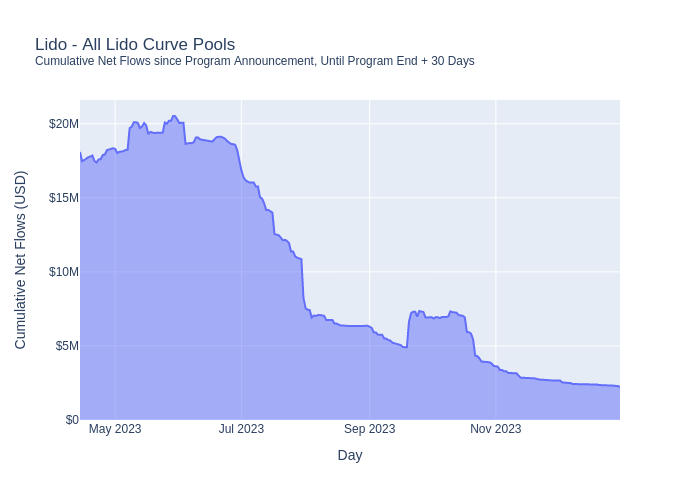 Lido - All Lido Curve Pools
Cumulative Net Flows since Program Announcement, Until Program End + 30 Days
Cumulative Net Flows (USD)
$20M
$15M
$10M
$5M
$0
May 2023
Jul 2023
Sep 2023
Nov 2023
Day